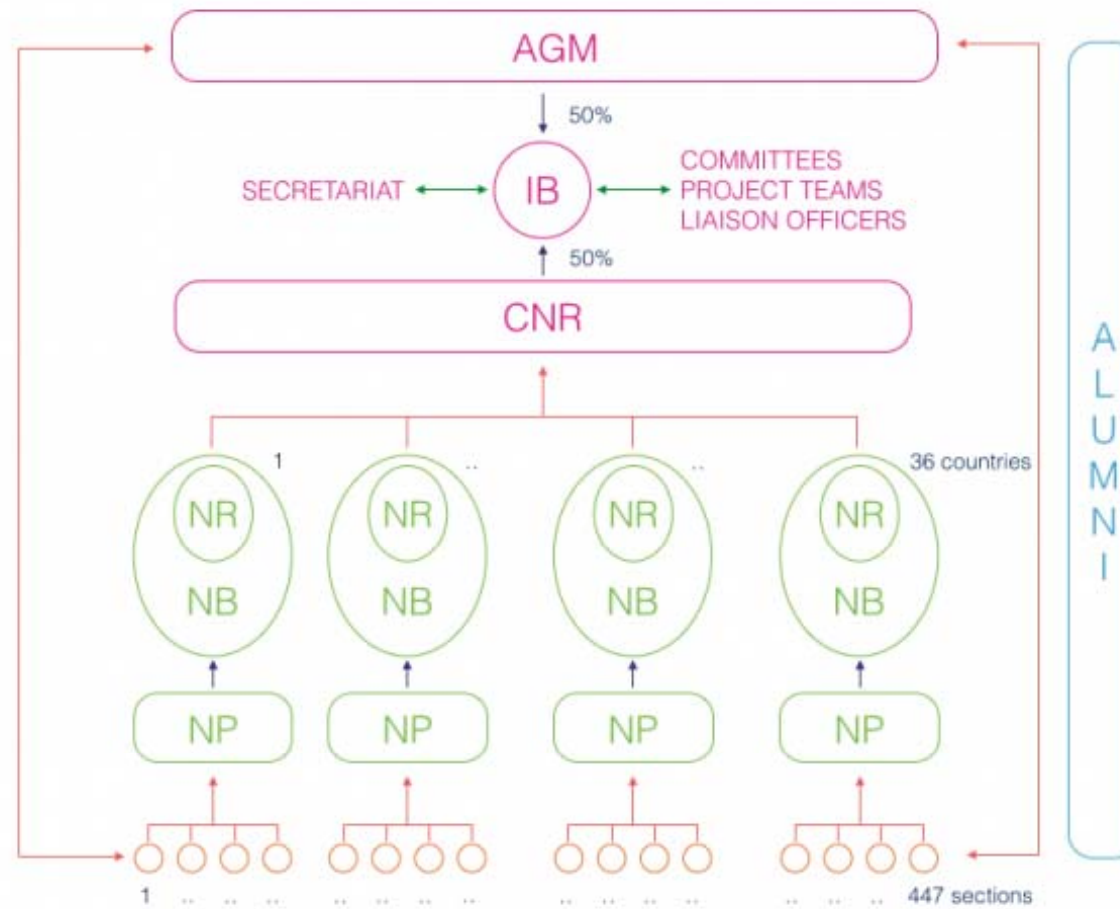 AGM
50%
SECRETARIAT
IB
COMMITTEES
PROJECT TEAMS
LIAISON OFFICERS
50%
CNR
1 .. .. 36 countries
NR NR NR NR
NB NB NB NB
NP NP NP NP
1 .. .. .. .. .. .. .. .. .. .. .. .. .. .. 447 sections
A
L
U
M
N
I